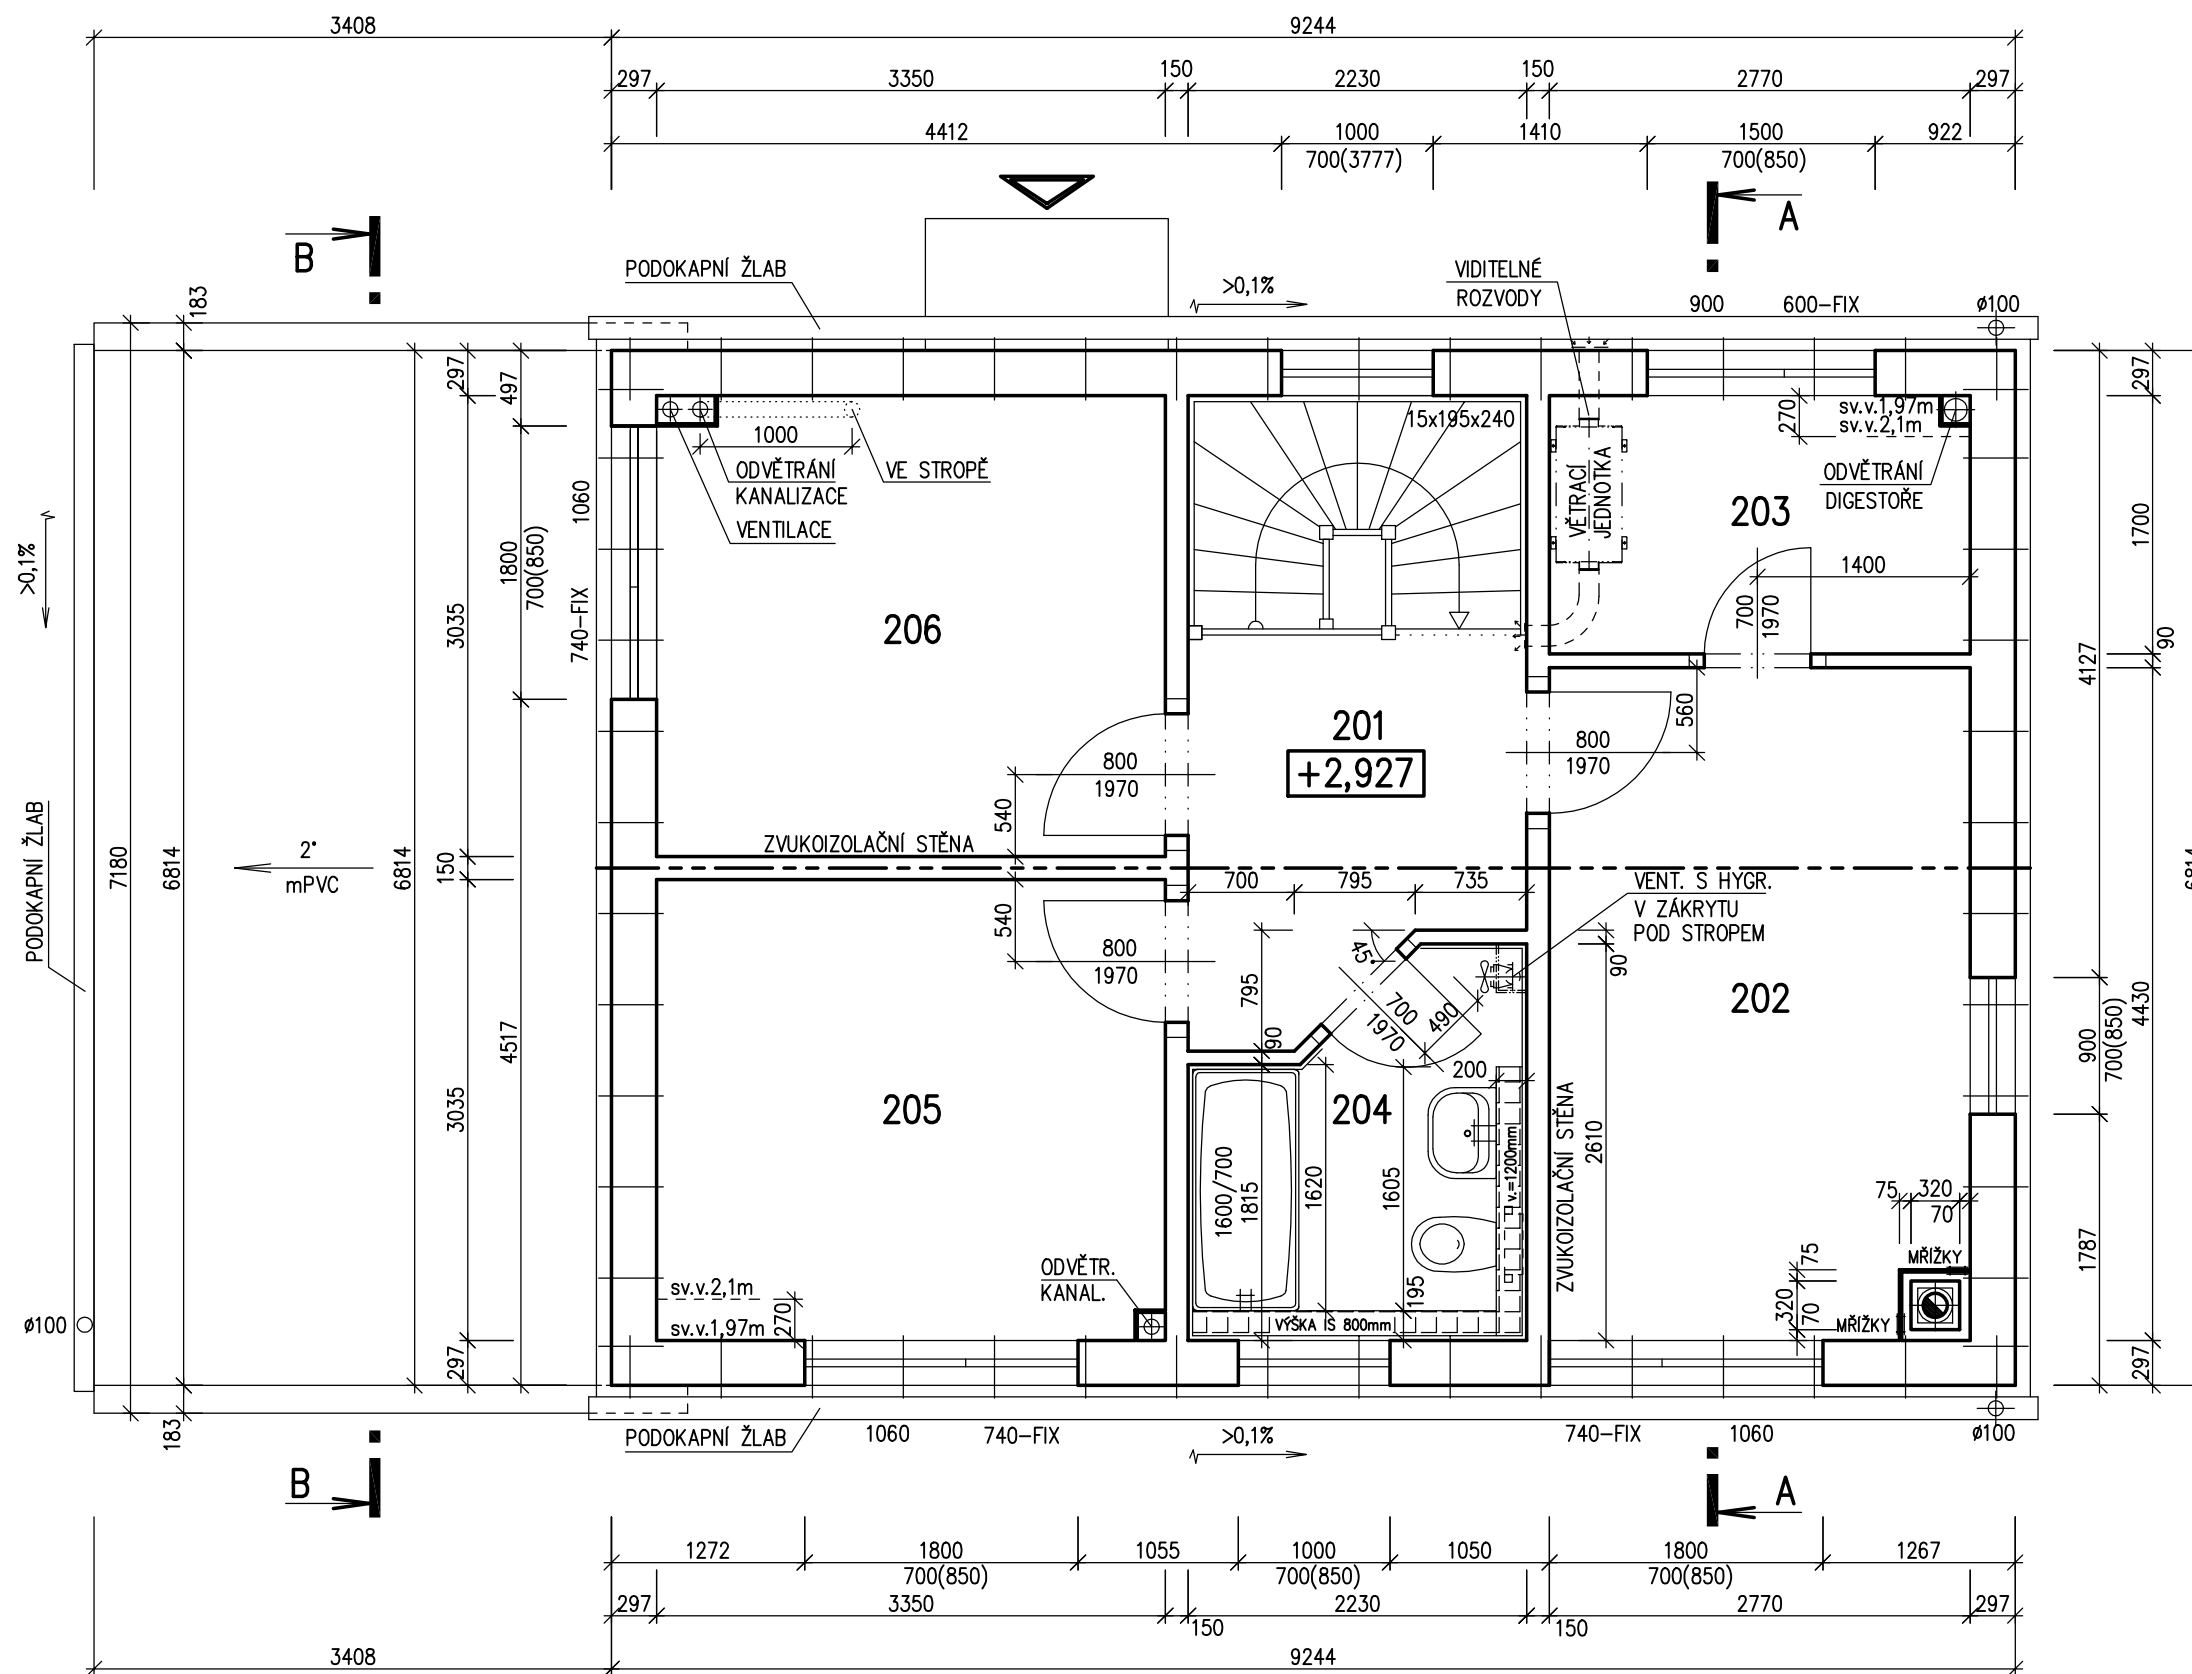 3408
9244
297
3350
150
2230
150
2770
297
4412
1000
700(3777)
1410
1500
700(850)
922
B
A
PODOKAPNÍ ŽLAB
>0,1%
VIDITELNÉ
ROZVODY
900
600-FIX
ø100
183
297
497
297
1000
ODVĚTRÁNÍ
KANALIZACE
VENTILACE
VE STROPĚ
15x195x240
VĚTRACÍ
JEDNOTKA
270
sv.v.1,97m
sv.v.2,1m
ODVĚTRÁNÍ
DIGESTOŘE
203
1400
700
1970
1700
90
>0,1%
1060
1800
700(850)
740-FIX
3035
206
201
+2,927
800
1970
540
800
1970
560
4127
ZVUKOIZOLAČNÍ STĚNA
PODOKAPNÍ ŽLAB
7180
6814
2°
mPVC
6814
150
6814
700
795
735
VENT. S HYGR.
V ZÁKRYTU
POD STROPEM
540
800
1970
45°
795
90
700
1970
490
90
202
4430
900
700(850)
4517
3035
205
204
200
1600/700
1815
1620
1605
195
v.=1200mm
ZVUKOIZOLAČNÍ STĚNA
2610
75
320
70
MŘÍŽKY
75
320
70
MŘÍŽKY
1787
297
ODVĚTR.
KANAL.
sv.v.2,1m
sv.v.1,97m
270
VÝŠKA IS 800mm
ø100
297
183
PODOKAPNÍ ŽLAB
1060
740-FIX
>0,1%
740-FIX
1060
ø100
B
A
1272
1800
700(850)
1055
1000
700(850)
1050
1800
700(850)
1267
297
3350
150
2230
150
2770
297
3408
9244